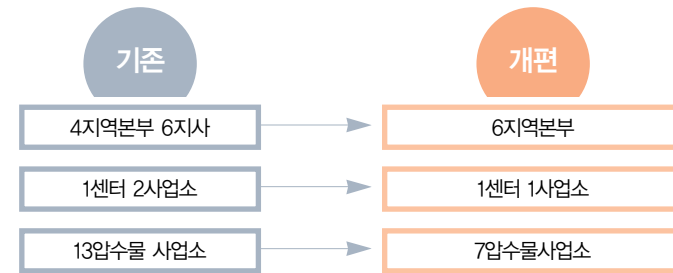 기존
개편
4지역본부 6지사
6지역본부
1센터 2사업소
1센터 1사업소
13압수물 사업소
7압수물사업소